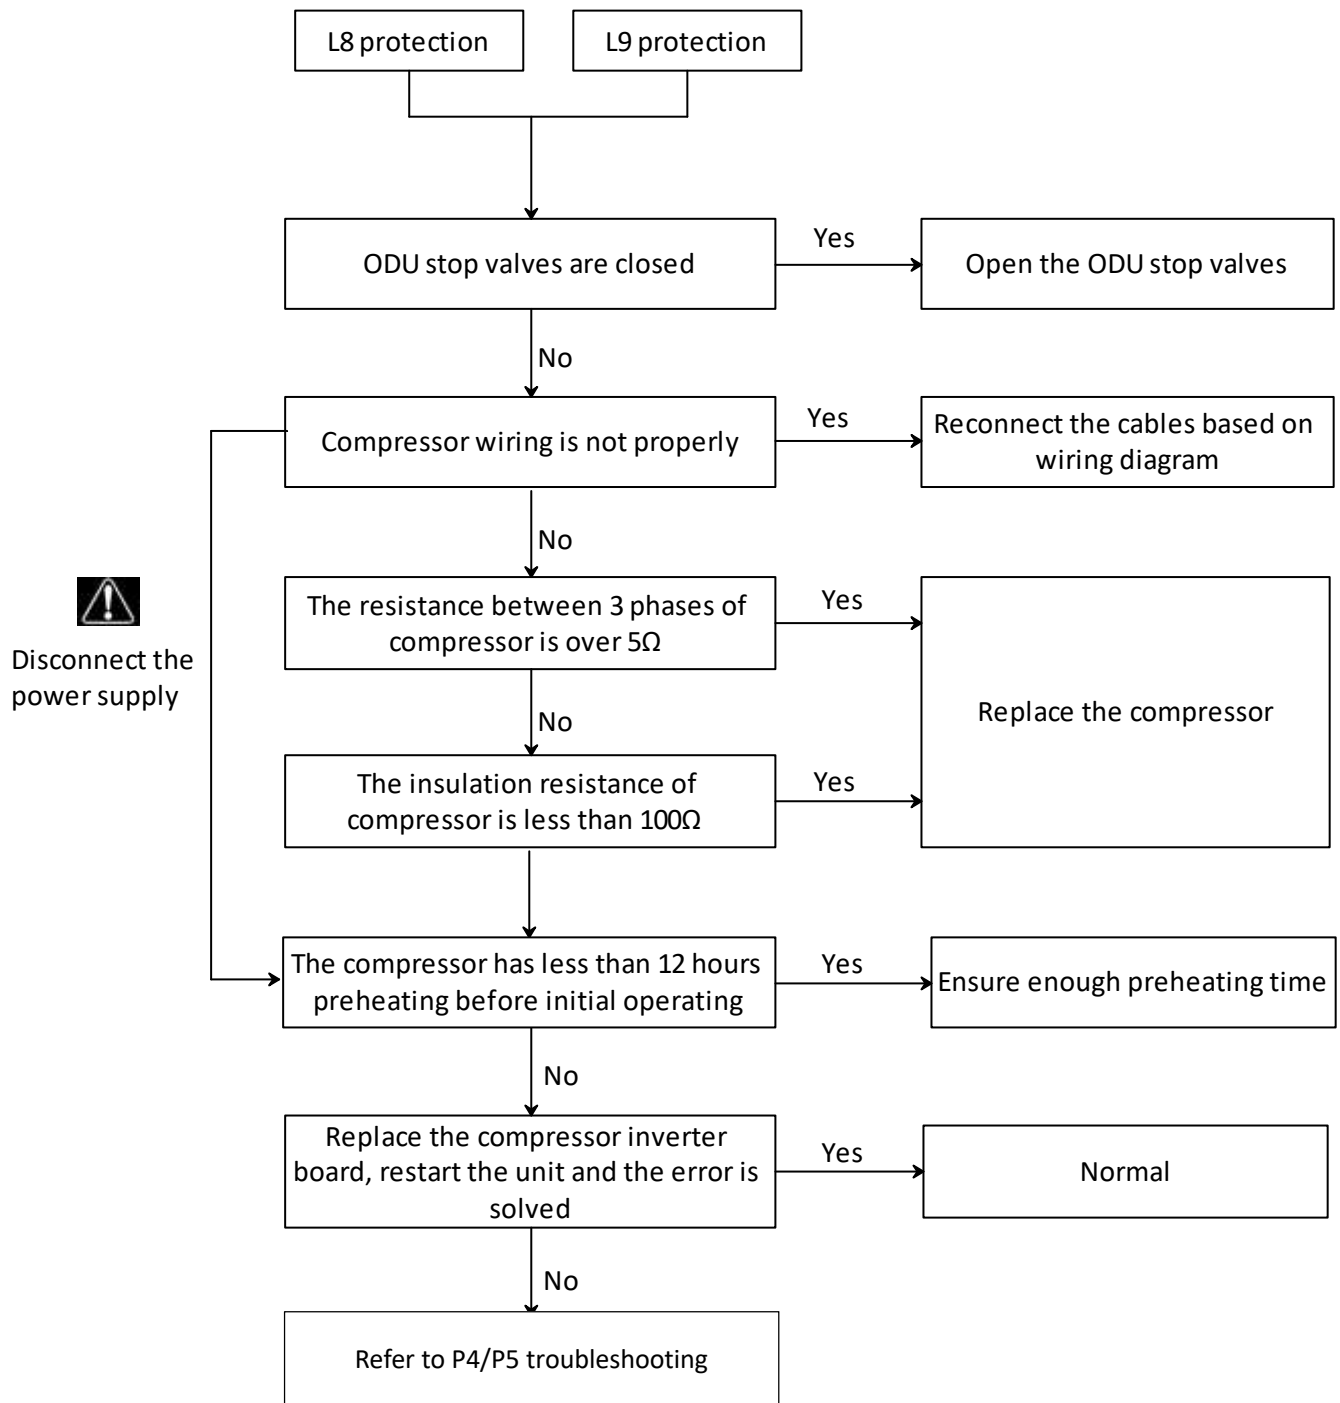 L8 protection
L9 protection
ODU stop valves are closed
Yes
Open the ODU stop valves
No
Compressor wiring is not properly
Yes
Reconnect the cables based on
wiring diagram
No
Disconnect the
power supply
The resistance between 3 phases of
compressor is over 5Ω
Yes
Replace the compressor
No
The insulation resistance of
compressor is less than 100Ω
Yes
The compressor has less than 12 hours
preheating before initial operating
Yes
Ensure enough preheating time
No
Replace the compressor inverter
board, restart the unit and the error is
solved
Yes
Normal
No
Refer to P4/P5 troubleshooting